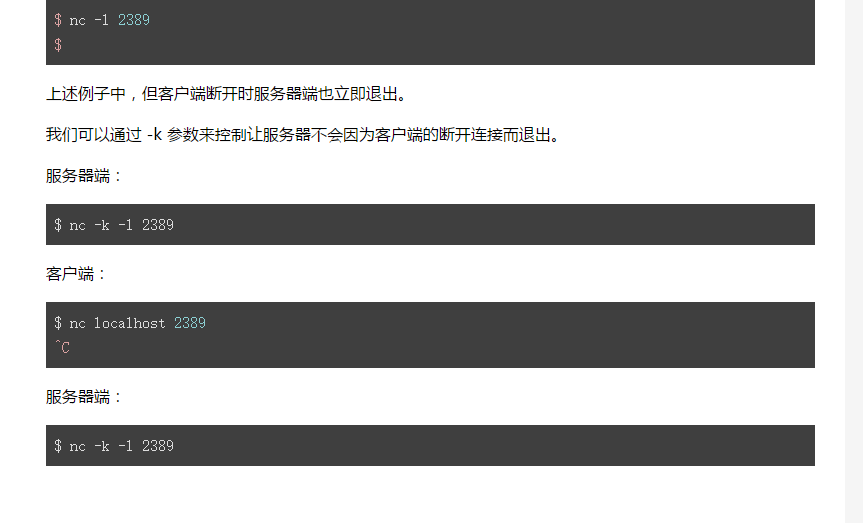 $ nc -l 2389
$
上述例子中，但客户端断开时服务器端也立即退出。
我们可以通过 -k 参数来控制让服务器不会因为客户端的断开连接而退出。
服务器端：
$ nc -k -l 2389
客户端：
$ nc localhost 2389
^C
服务器端：
$ nc -k -l 2389